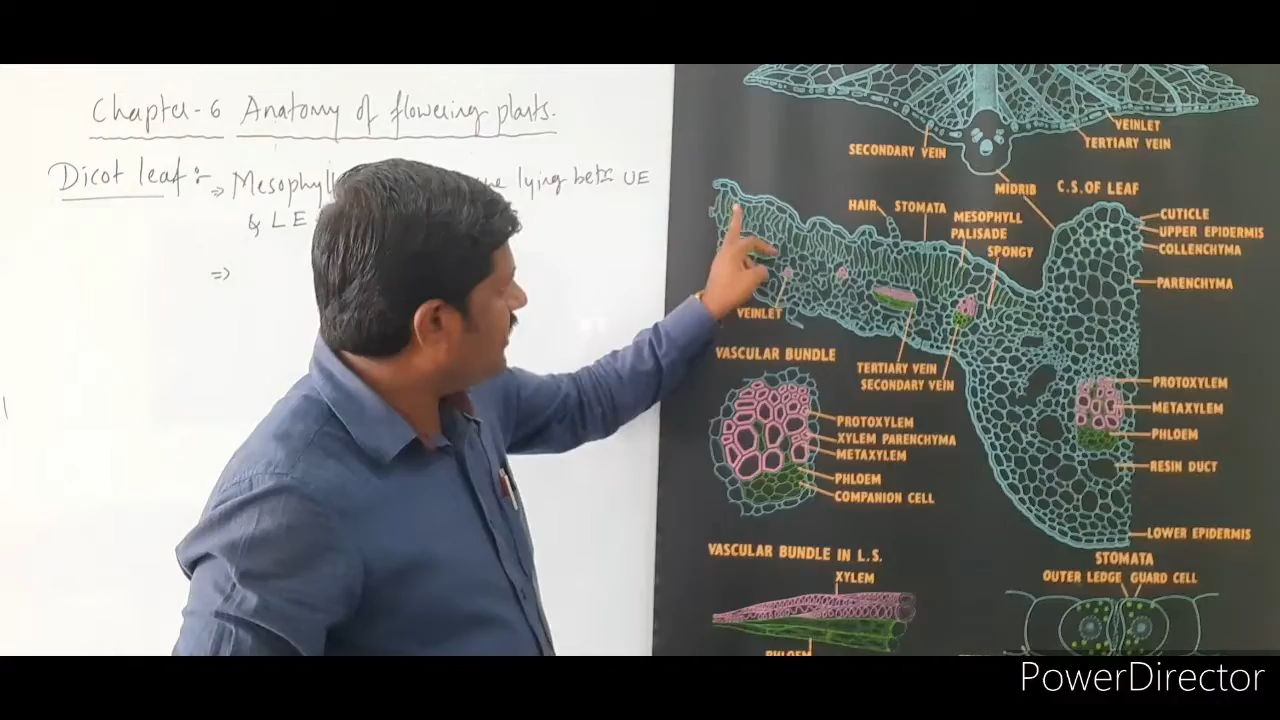 Chapter-6 Anatomy of flowering plants.
Dicot leaf :- ⇒ Mesophyll lying betn UE
& LE
⇒
VEINLET
TERTIARY VEIN
SECONDARY VEIN
MIDRIB C.S.OF LEAF
HAIR STOMATA
MESOPHYLL
PALISADE
SPONGY
CUTICLE
UPPER EPIDERMIS
COLLENCHYMA
PARENCHYMA
VEINLET
TERTIARY VEIN
SECONDARY VEIN
PROTOXYLEM
METAXYLEM
PHLOEM
RESIN DUCT
LOWER EPIDERMIS
VASCULAR BUNDLE
PROTOXYLEM
XYLEM PARENCHYMA
METAXYLEM
PHLOEM
COMPANION CELL
VASCULAR BUNDLE IN L.S.
XYLEM
PHLOEM
STOMATA
OUTER LEDGE GUARD CELL
PowerDirector